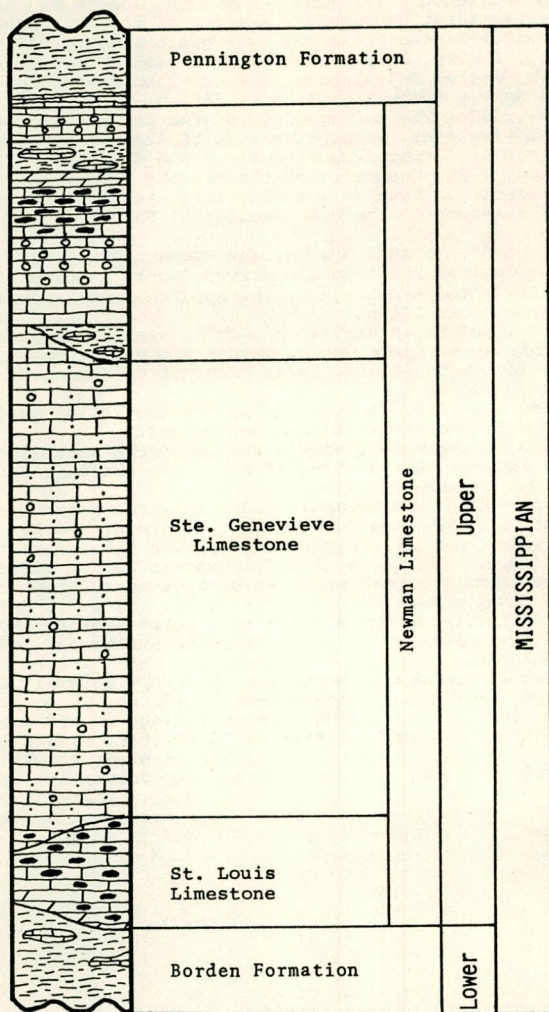 Pennington Formation
Ste. Genevieve
Limestone
St. Louis
Limestone
Borden Formation
Newman Limestone
Upper
Lower
MISSISSIPPIAN